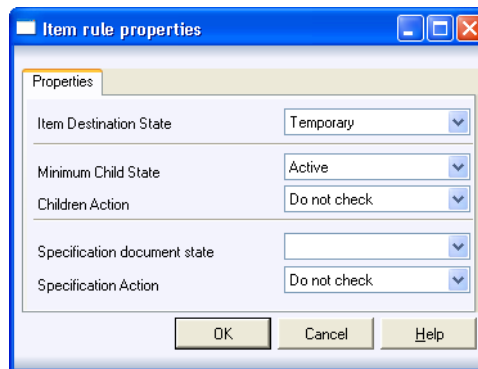 Item rule properties
Properties
Item Destination State Temporary
Minimum Child State Active
Children Action Do not check
Specification document state
Specification Action Do not check
OK Cancel Help